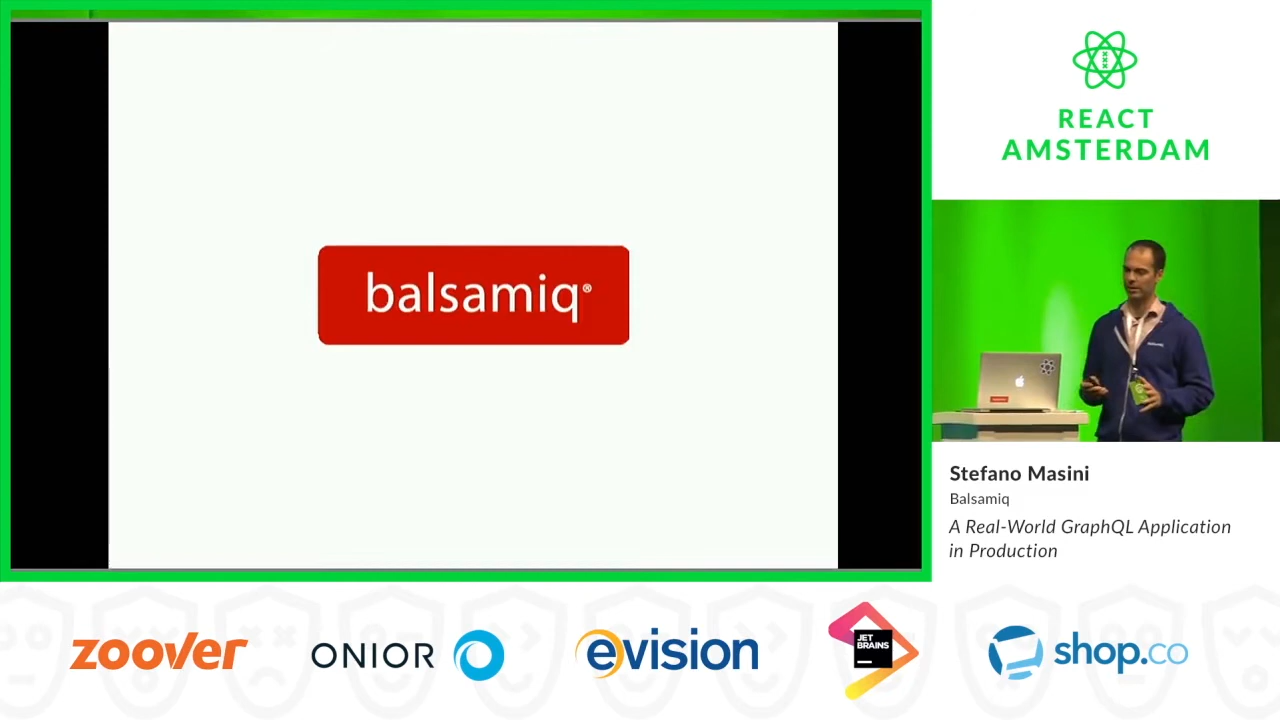 balsamiq®
REACT
AMSTERDAM
Stefano Masini
Balsamiq
A Real-World GraphQL Application
in Production
zoover
ONIOR
evision
JET
BRAINS
shop.co